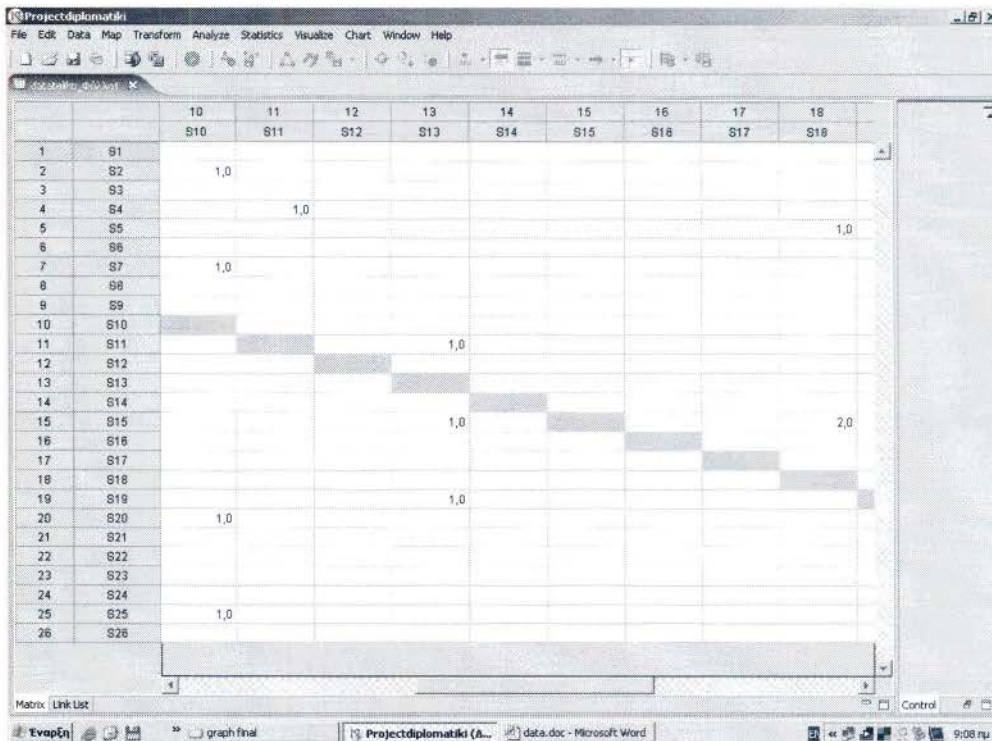 Projectdiplomatiki
File Edit Data Map Transform Analyze Statistics Visualize Chart Window Help
10 11 12 13 14 15 16 17 18
S10 S11 S12 S13 S14 S15 S16 S17 S18
1 S1
2 S2 1,0
3 S3
4 S4 1,0
5 S5 1,0
6 S6
7 S7 1,0
8 S8
9 S9
10 S10
11 S11 1,0
12 S12
13 S13
14 S14
15 S15 1,0 2,0
16 S16
17 S17
18 S18
19 S19 1,0
20 S20 1,0
21 S21
22 S22
23 S23
24 S24
25 S25 1,0
26 S26
Matrix Link List Control
Έναρξη » graph final Projectdiplomatiki (Δ... data.doc - Microsoft Word EN « 9:08 πμ